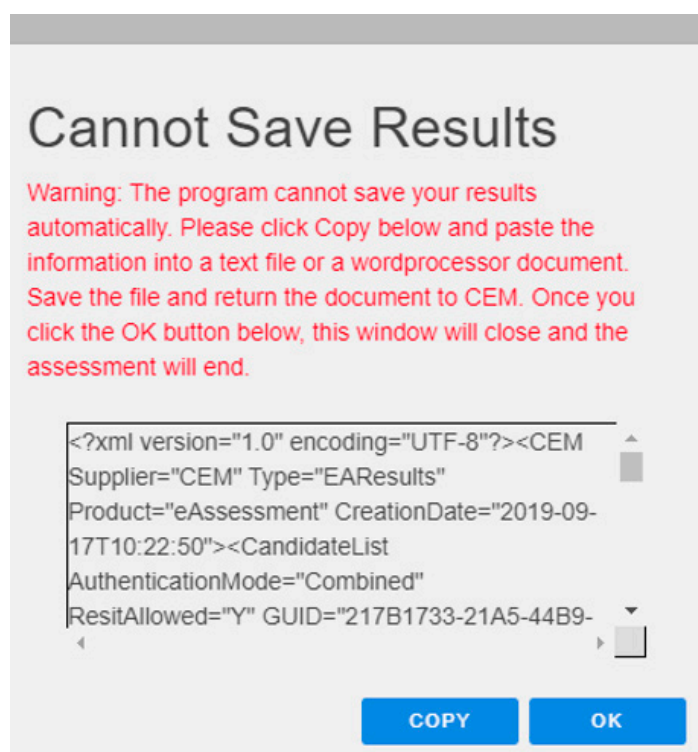 Cannot Save Results
Warning: The program cannot save your results
automatically. Please click Copy below and paste the
information into a text file or a wordprocessor document.
Save the file and return the document to CEM. Once you
click the OK button below, this window will close and the
assessment will end.
<?xml version="1.0" encoding="UTF-8"?><CEM
Supplier="CEM" Type="EAResults"
Product="eAssessment" CreationDate="2019-09-
17T10:22:50"><CandidateList
AuthenticationMode="Combined"
ResitAllowed="Y" GUID="217B1733-21A5-44B9-
COPY
OK